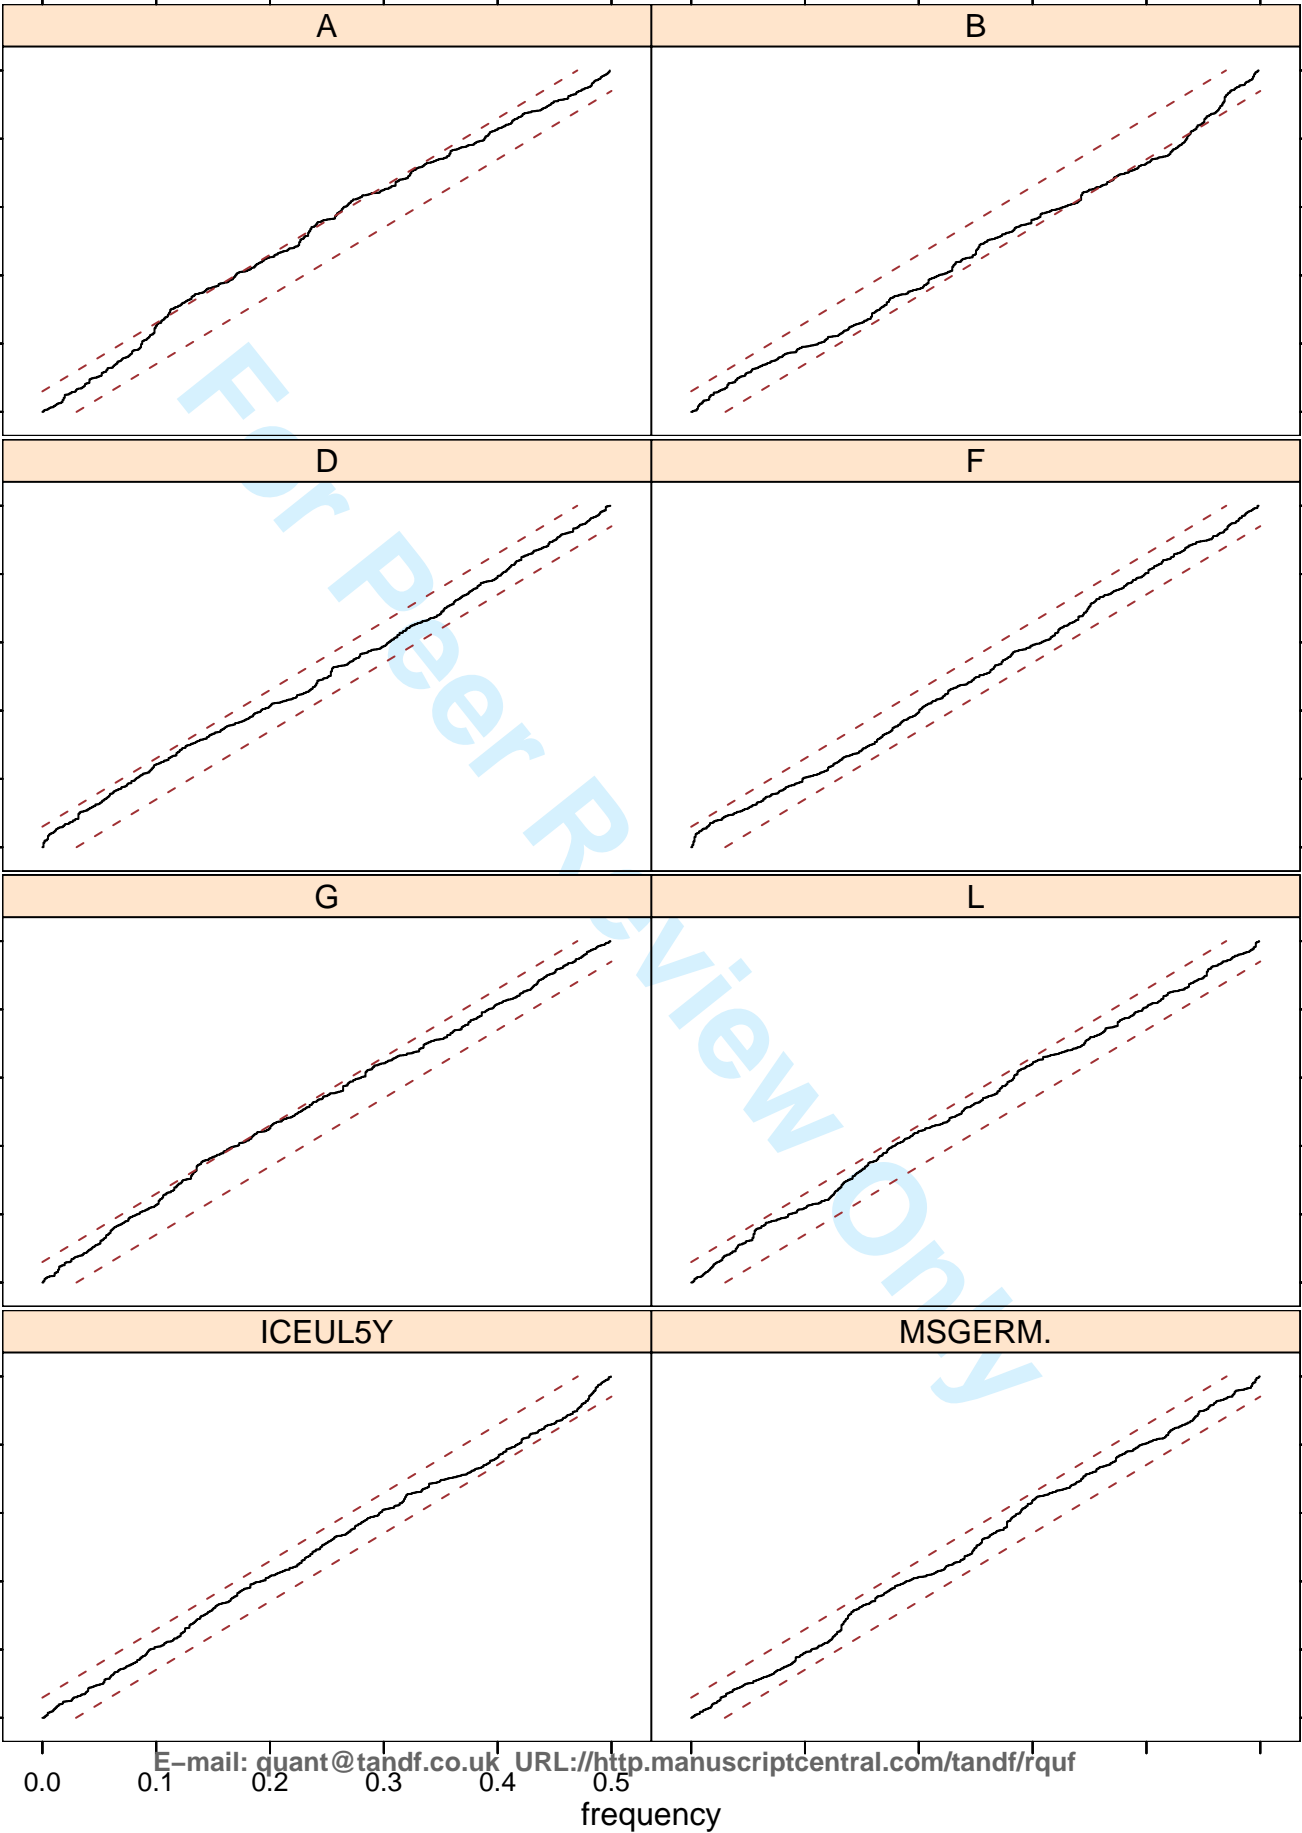 A
B
D
F
G
L
ICEUL5Y
MSGERM.
For Peer Review Only
E−mail: quant@tandf.co.uk URL://http.manuscriptcentral.com/tandf/rquf
0.0 0.1 0.2 0.3 0.4 0.5
frequency